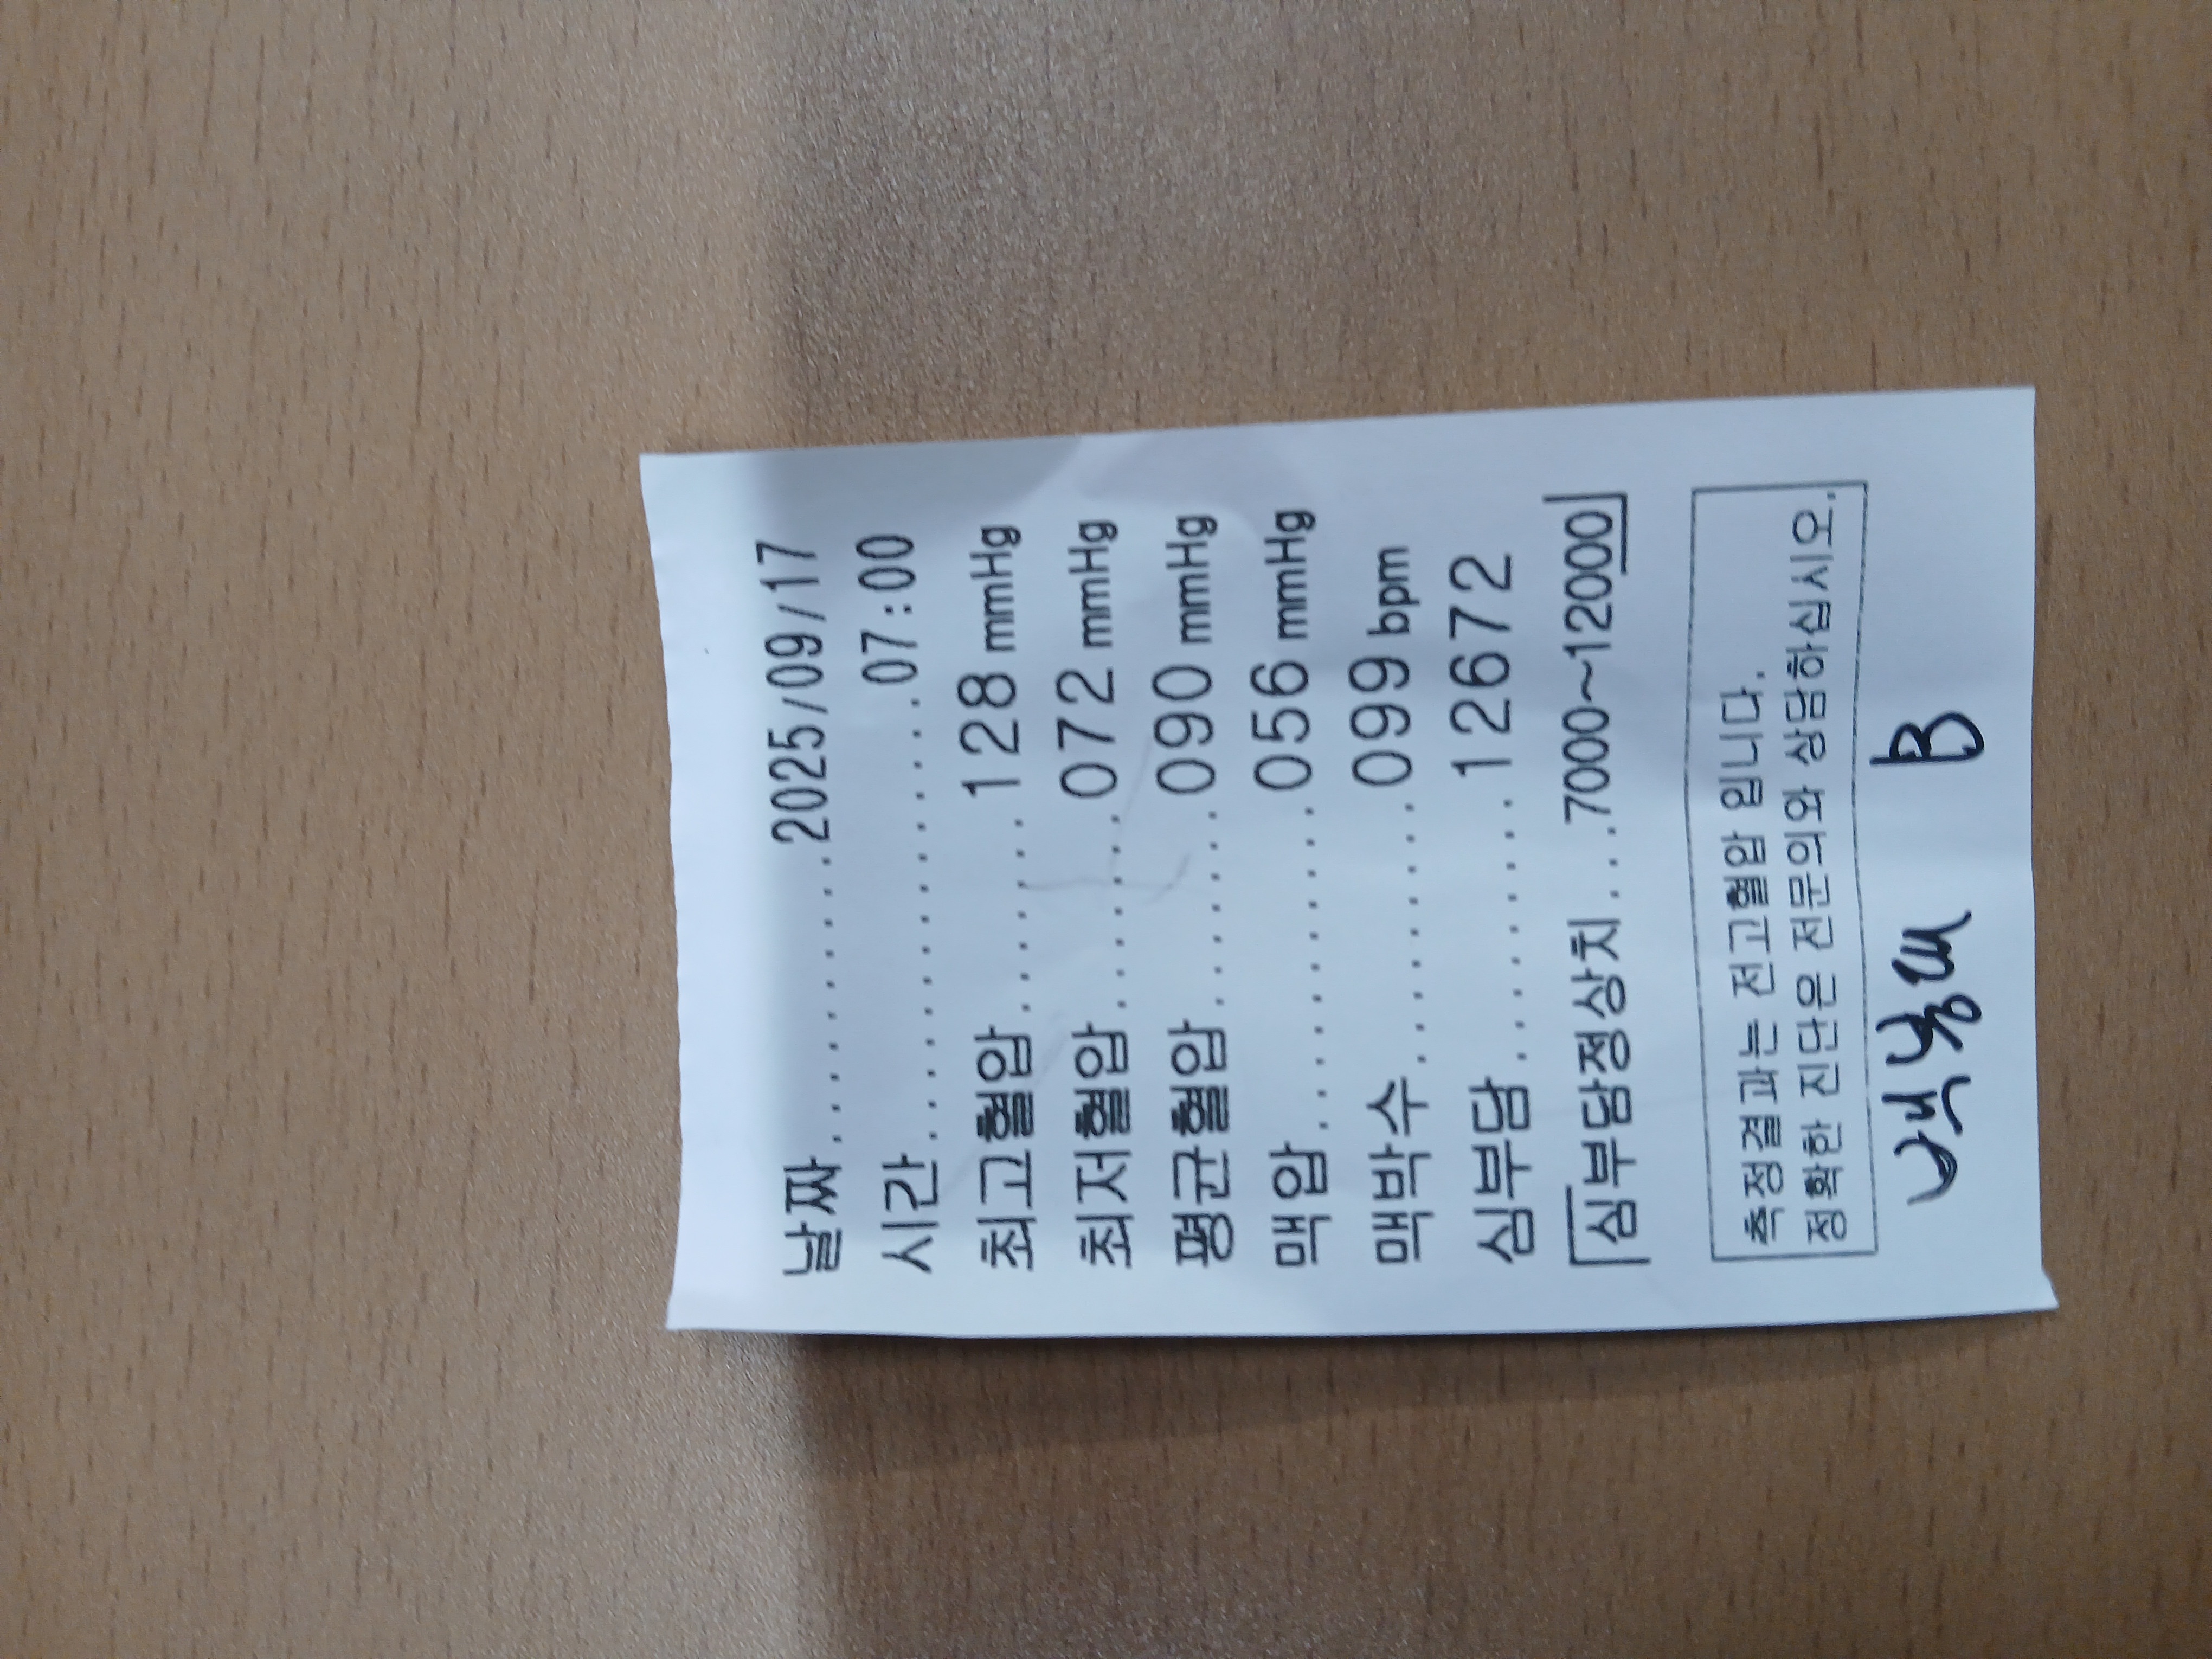 날짜..............2025/09/17
시간................07:00
최고혈압.......128 mmHg
최저혈압.......072 mmHg
평균혈압.......090 mmHg
맥압...........056 mmHg
맥박수.........099 bpm
심부담.........12672
[심부담정상치...7000~12000]
측정결과는 전고혈압 입니다.
정확한 진단은 전문의와 상담하십시오.
B